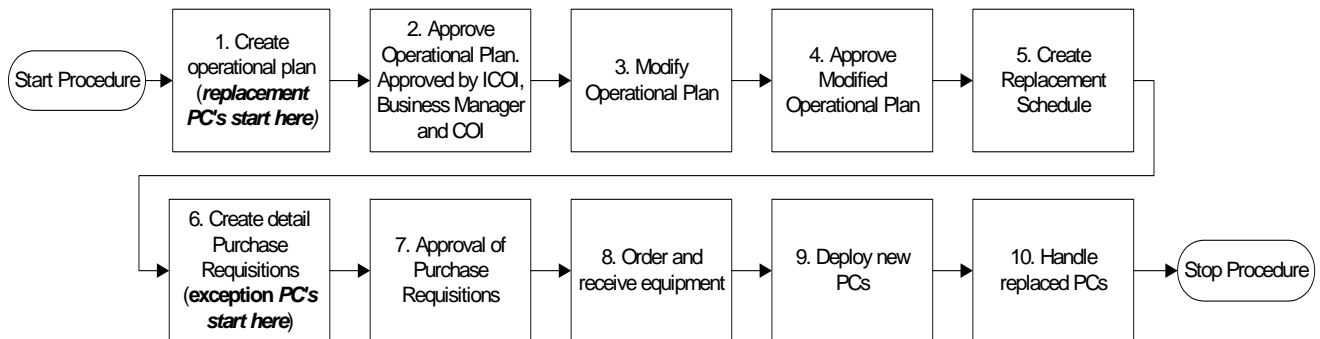 Start Procedure
1. Create
operational plan
(replacement
PC's start here)
2. Approve
Operational Plan.
Approved by ICOI,
Business Manager
and COI
3. Modify
Operational Plan
4. Approve
Modified
Operational Plan
5. Create
Replacement
Schedule
6. Create detail
Purchase
Requisitions
(exception PC's
start here)
7. Approval of
Purchase
Requisitions
8. Order and
receive equipment
9. Deploy new
PCs
10. Handle
replaced PCs
Stop Procedure